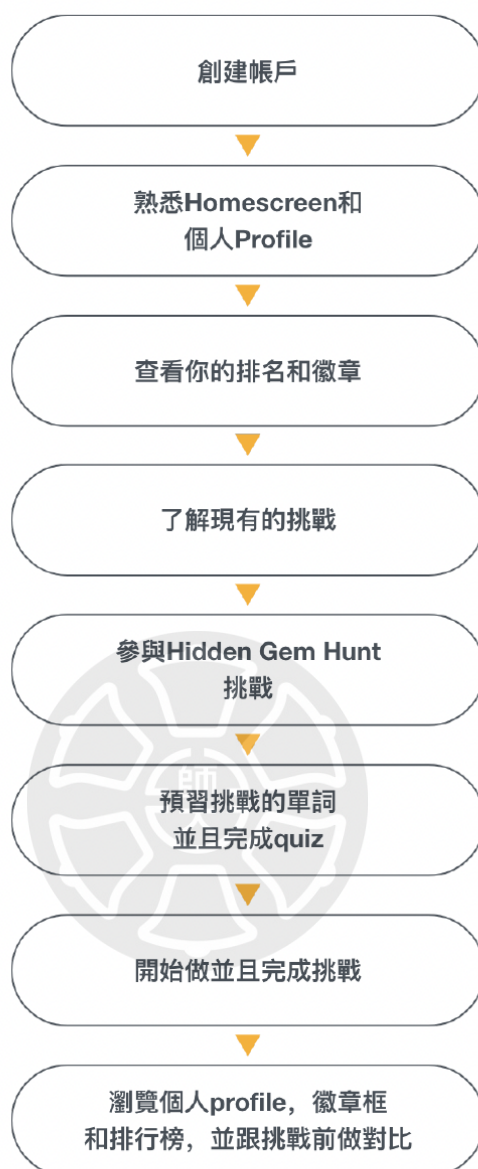 創建帳戶
熟悉Homescreen和
個人Profile
查看你的排名和徽章
了解現有的挑戰
參與Hidden Gem Hunt
挑戰
預習挑戰的單詞
並且完成quiz
開始做並且完成挑戰
瀏覽個人profile，徽章框
和排行榜，並跟挑戰前做對比
師